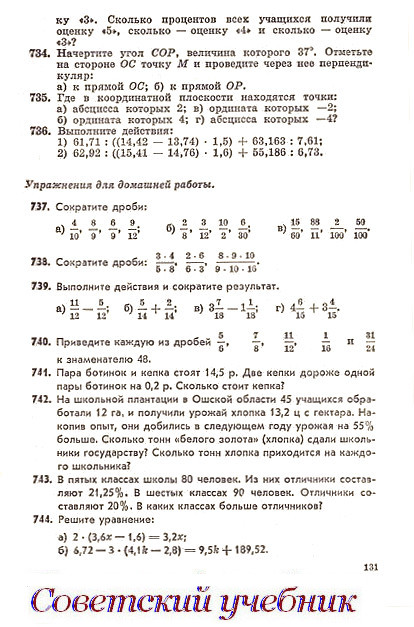 ку «3». Сколько процентов всех учащихся получили
оценку «5», сколько — оценку «4» и сколько — оценку
«3»?
734. Начертите угол COP, величина которого 37°. Отметьте
на стороне OC точку M и проведите через нее перпенди-
куляр:
а) к прямой OC; б) к прямой OP.
735. Где в координатной плоскости находятся точки:
а) абсцисса которых 2; в) ордината которых —2;
б) ордината которых 4; г) абсцисса которых —4?
736. Выполните действия:
1) 61,71 : ((14,42 — 13,74) · 1,5) + 63,163 : 7,61;
2) 62,92 : ((15,41 — 14,76) · 1,6) + 55,186 : 6,73.
Упражнения для домашней работы.
737. Сократите дроби:
а) 4/10, 8/9, 6/9, 9/12; б) 2/8, 3/12, 10/2, 6/30; в) 15/60, 88/11, 2/100, 50/100.
738. Сократите дроби: 3·4/5·8, 2·6/6·3, 8·9·10/9·10·16.
739. Выполните действия и сократите результат.
а) 11/12 — 5/12; б) 5/14 + 2/14; в) 3 7/18 — 1 1/18; г) 4 6/15 + 3 4/15.
740. Приведите каждую из дробей 5/6, 7/8, 11/12, 1/16 и 31/24
к знаменателю 48.
741. Пара ботинок и кепка стоят 14,5 р. Две кепки дороже одной
пары ботинок на 0,2 р. Сколько стоит кепка?
742. На школьной плантации в Ошской области 45 учащихся обра-
ботали 12 га, и получили урожай хлопка 13,2 ц с гектара. На-
копив опыт, они добились в следующем году урожая на 55%
больше. Сколько тонн «белого золота» (хлопка) сдали школь-
ники государству? Сколько тонн хлопка приходится на каждо-
го школьника?
743. В пятых классах школы 80 человек. Из них отличники состав-
ляют 21,25%. В шестых классах 90 человек. Отличники со-
ставляют 20%. В каких классах больше отличников?
744. Решите уравнение:
а) 2 · (3,6x — 1,6) = 3,2x;
б) 6,72 — 3 · (4,1k — 2,8) = 9,5k + 189,52.
131
Советский учебник